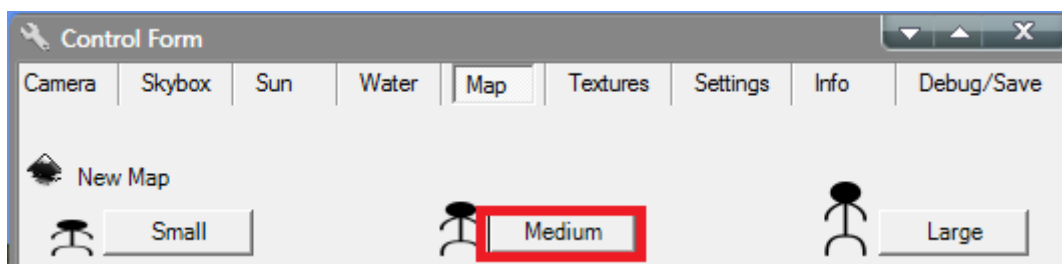 Control Form
Camera Skybox Sun Water Map Textures Settings Info Debug/Save
New Map
Small Medium Large